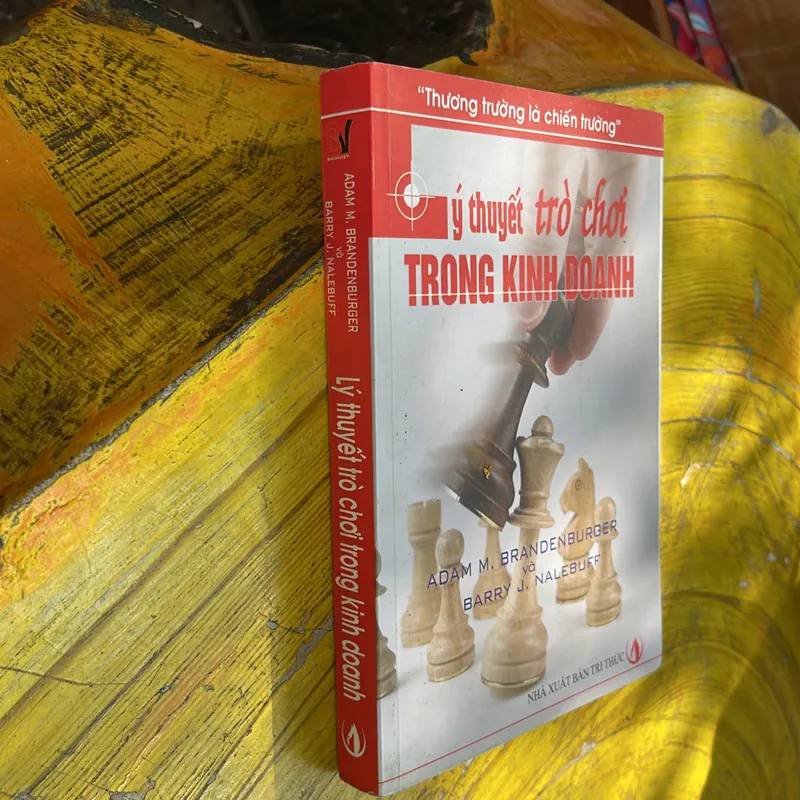 "Thương trường là chiến trường"
Lý thuyết trò chơi
TRONG KINH DOANH
ADAM M. BRANDENBURGER
và
BARRY J. NALEBUFF
NHÀ XUẤT BẢN TRI THỨC
ADAM M. BRANDENBURGER
và
BARRY J. NALEBUFF
Lý thuyết trò chơi trong kinh doanh